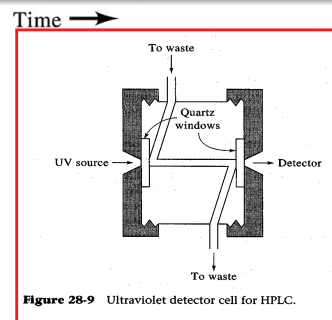 Time
To waste
Quartz
windows
UV source
Detector
To waste
Figure 28-9 Ultraviolet detector cell for HPLC.